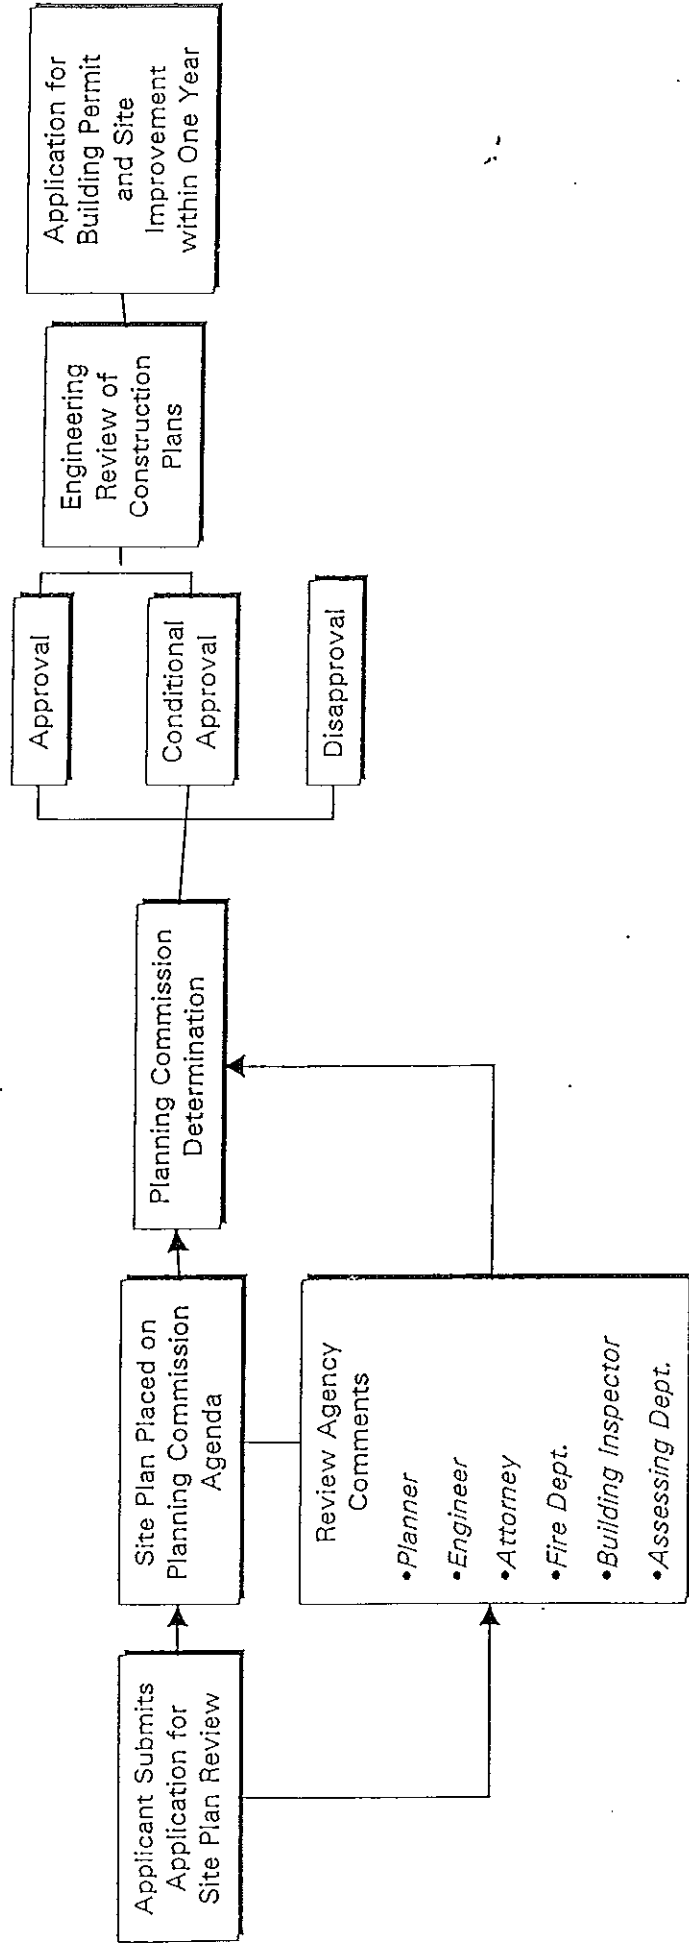 Applicant Submits
Application for
Site Plan Review
Site Plan Placed on
Planning Commission
Agenda
Review Agency
Comments
•Planner
•Engineer
•Attorney
•Fire Dept.
•Building Inspector
•Assessing Dept.
Planning Commission
Determination
Approval
Conditional
Approval
Disapproval
Engineering
Review of
Construction
Plans
Application for
Building Permit
and Site
Improvement
within One Year